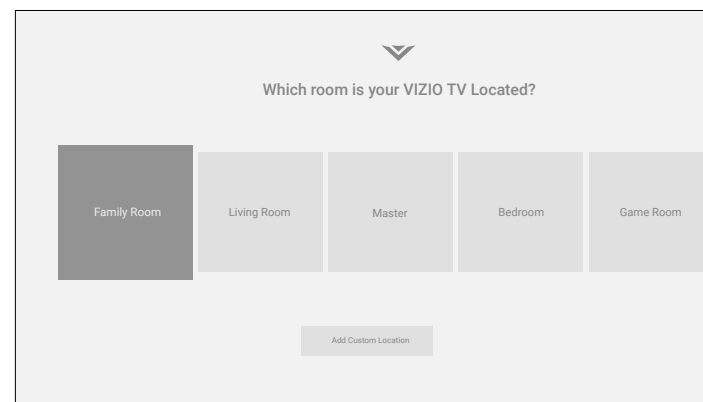 Which room is your VIZIO TV Located?
Family Room
Living Room
Master
Bedroom
Game Room
Add Custom Location